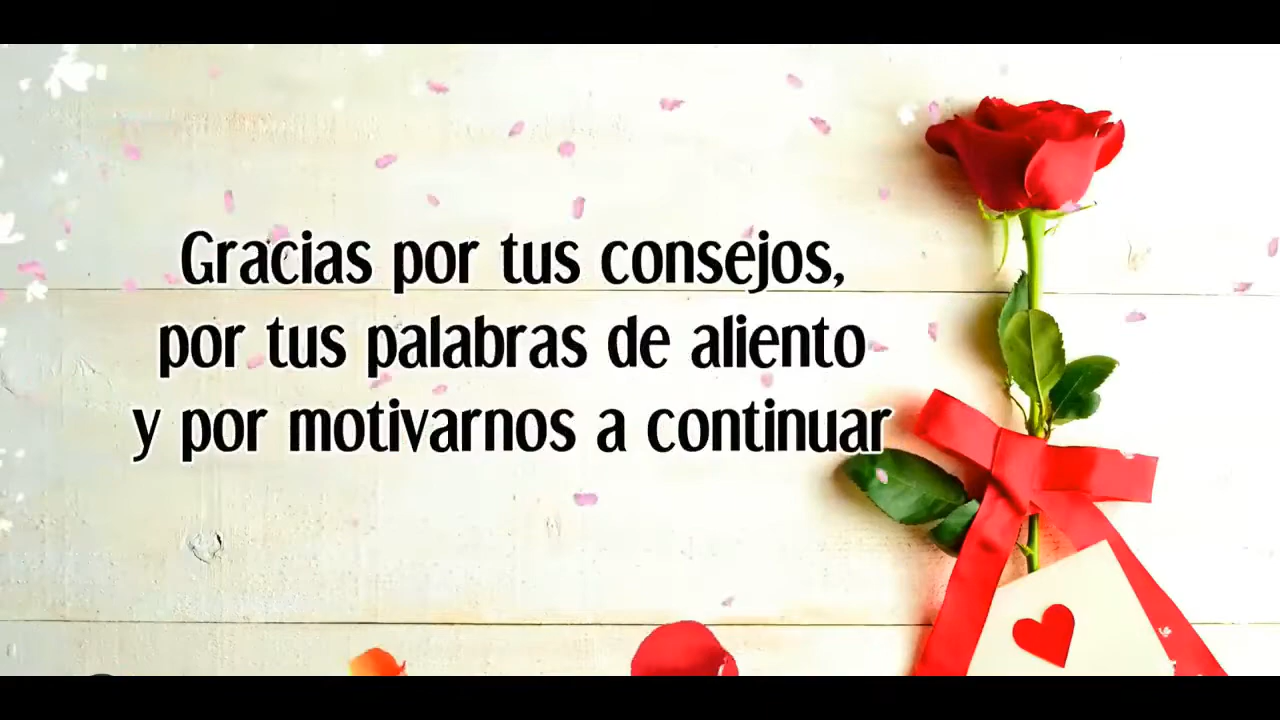 Gracias por tus consejos,
por tus palabras de aliento
y por motivarnos a continuar